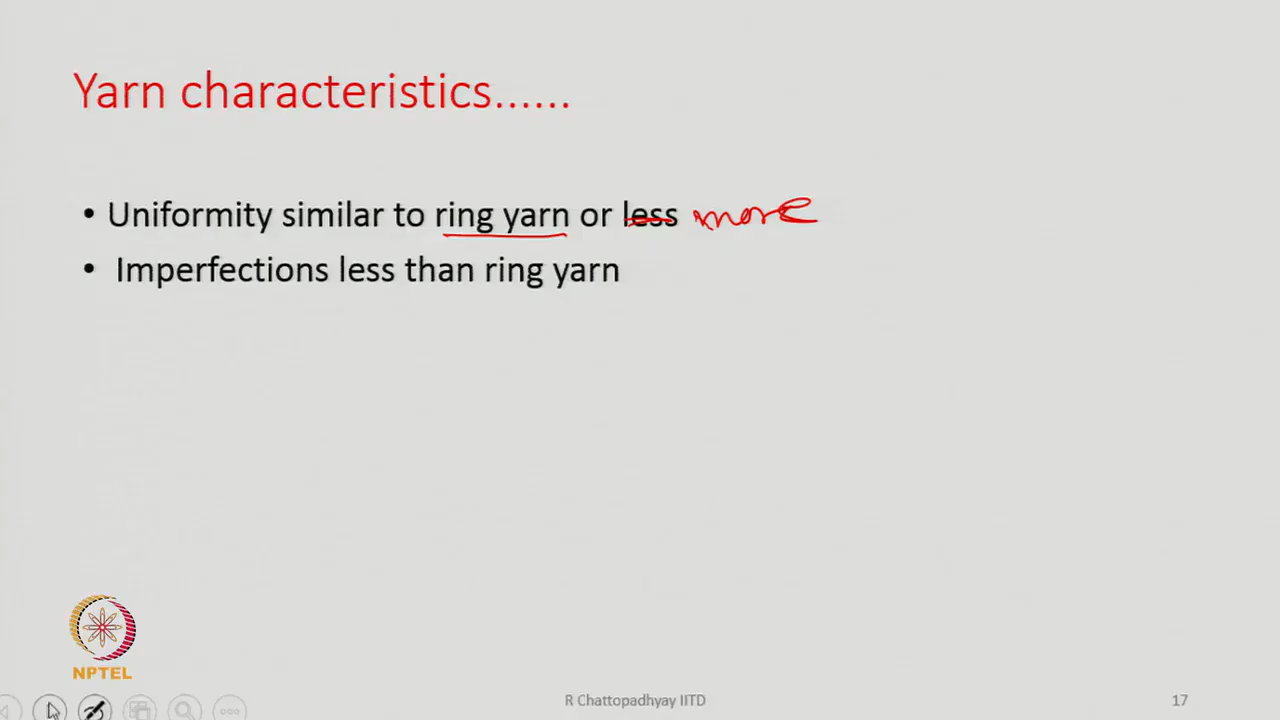 Yarn characteristics......
• Uniformity similar to ring yarn or less more
• Imperfections less than ring yarn
NPTEL
R Chattopadhyay IITD
17